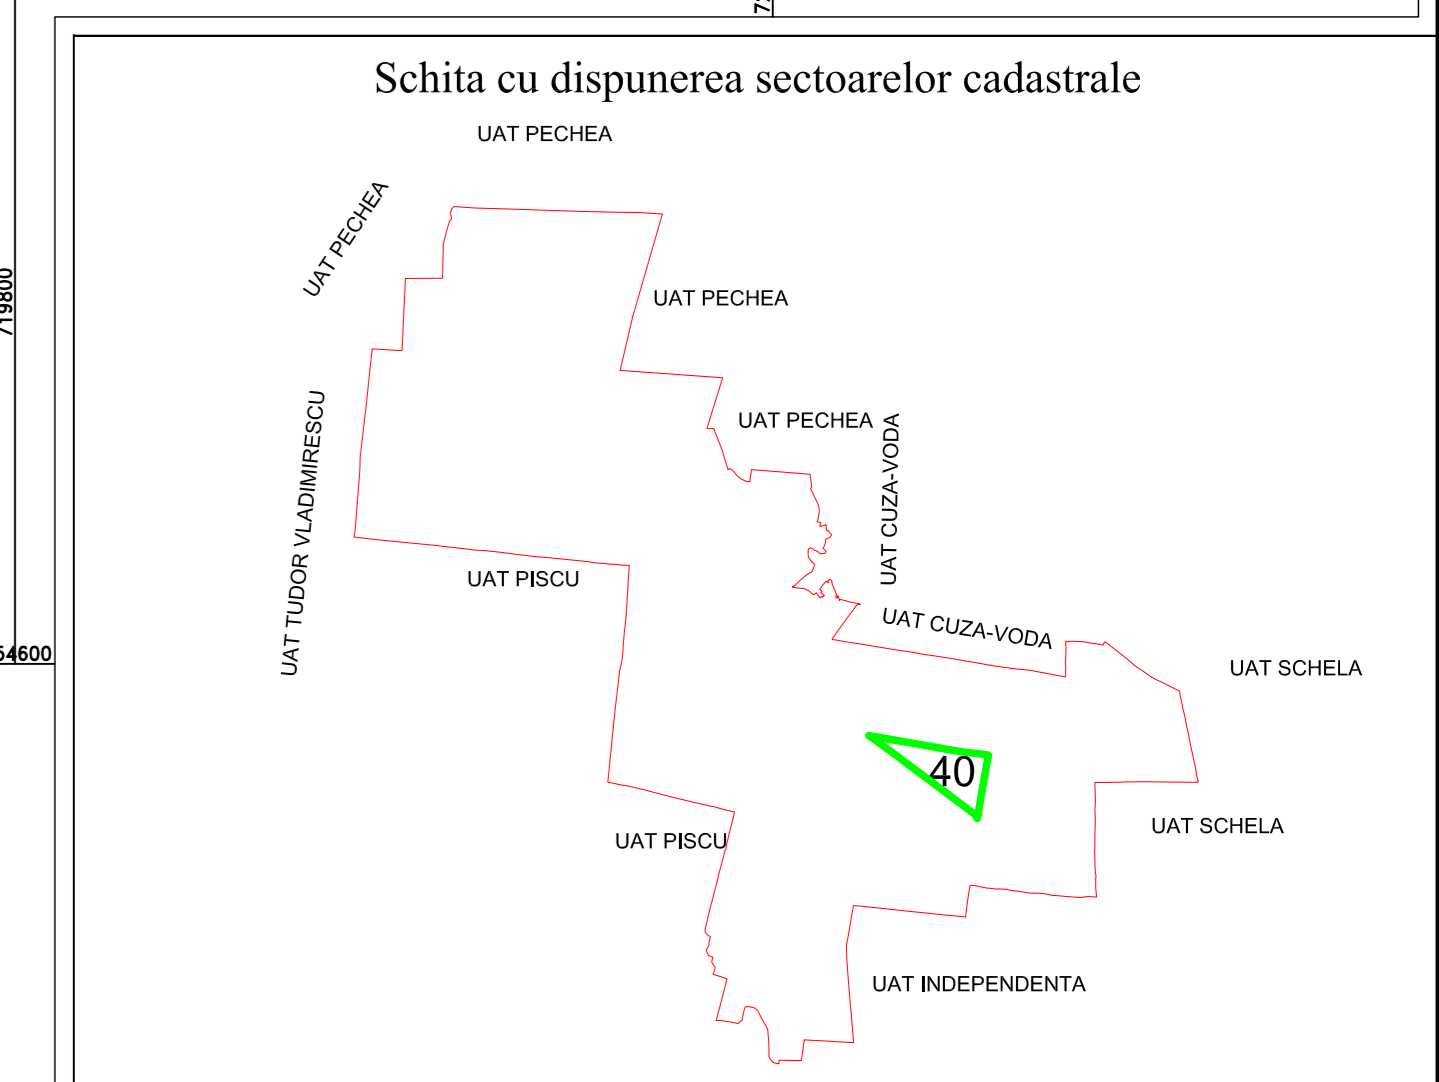 Schita cu dispunerea sectoarelor cadastrale
UAT PECHEA
UAT PECHEA
719800
UAT PECHEA
UAT TUDOR VLADIMIRESCU
UAT PECHEA
UAT CUZA-VODA
UAT PISCU
UAT CUZA-VODA
UAT SCHELA
40
UAT SCHELA
UAT PISCU
UAT INDEPENDENTA